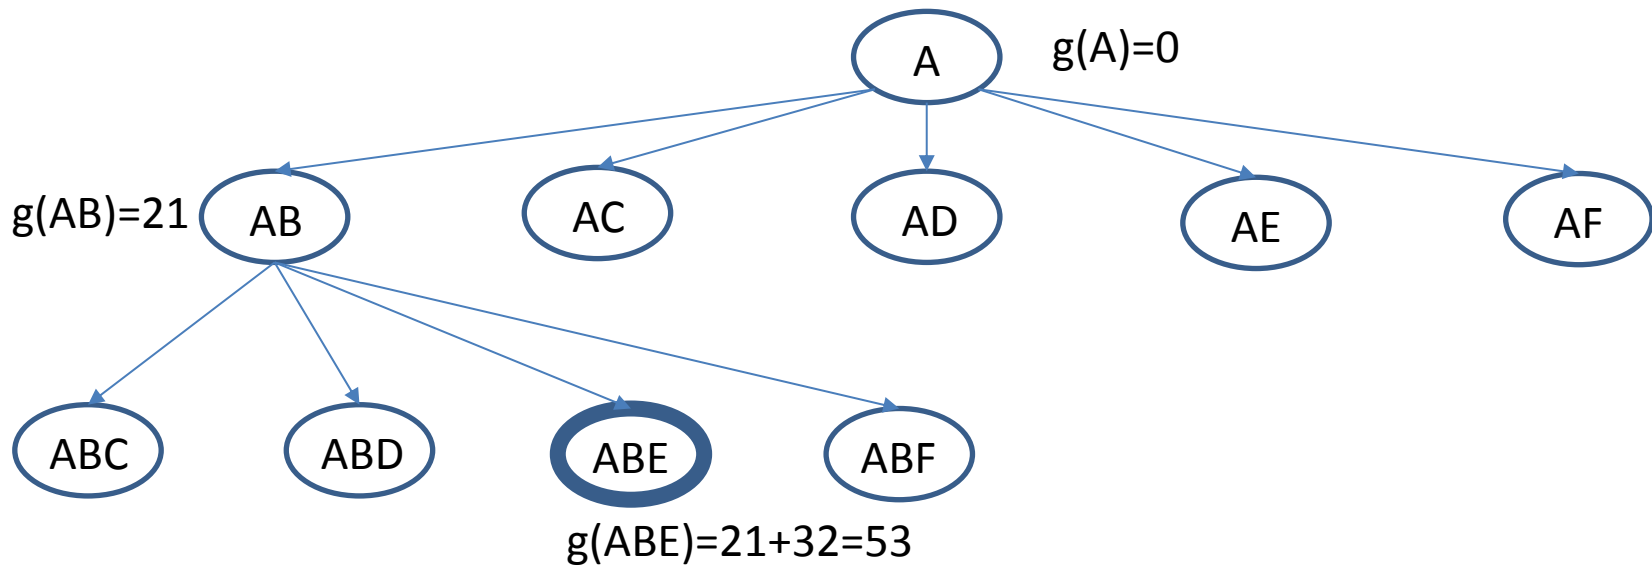 A
g(A)=0
g(AB)=21
AB
AC
AD
AE
AF
ABC
ABD
ABE
ABF
g(ABE)=21+32=53